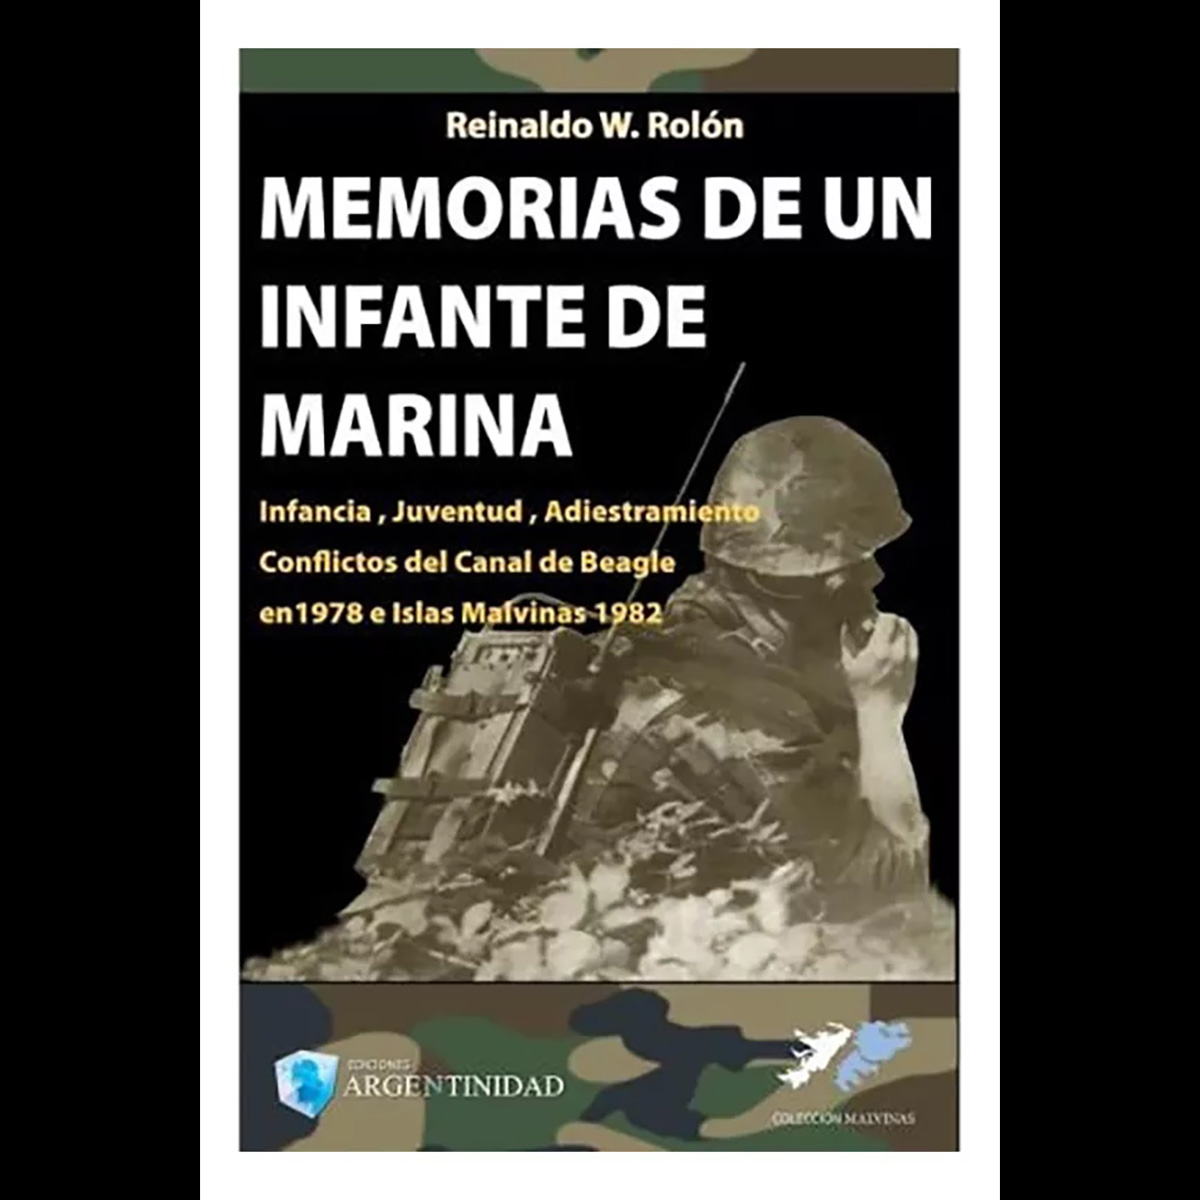 Reinaldo W. Rolón
MEMORIAS DE UN
INFANTE DE
MARINA
Infancia , Juventud , Adiestramiento
Conflictos del Canal de Beagle
en1978 e Islas Malvinas 1982
EDICIONES
ARGENTINIDAD
COLECCIÓN MALVINAS